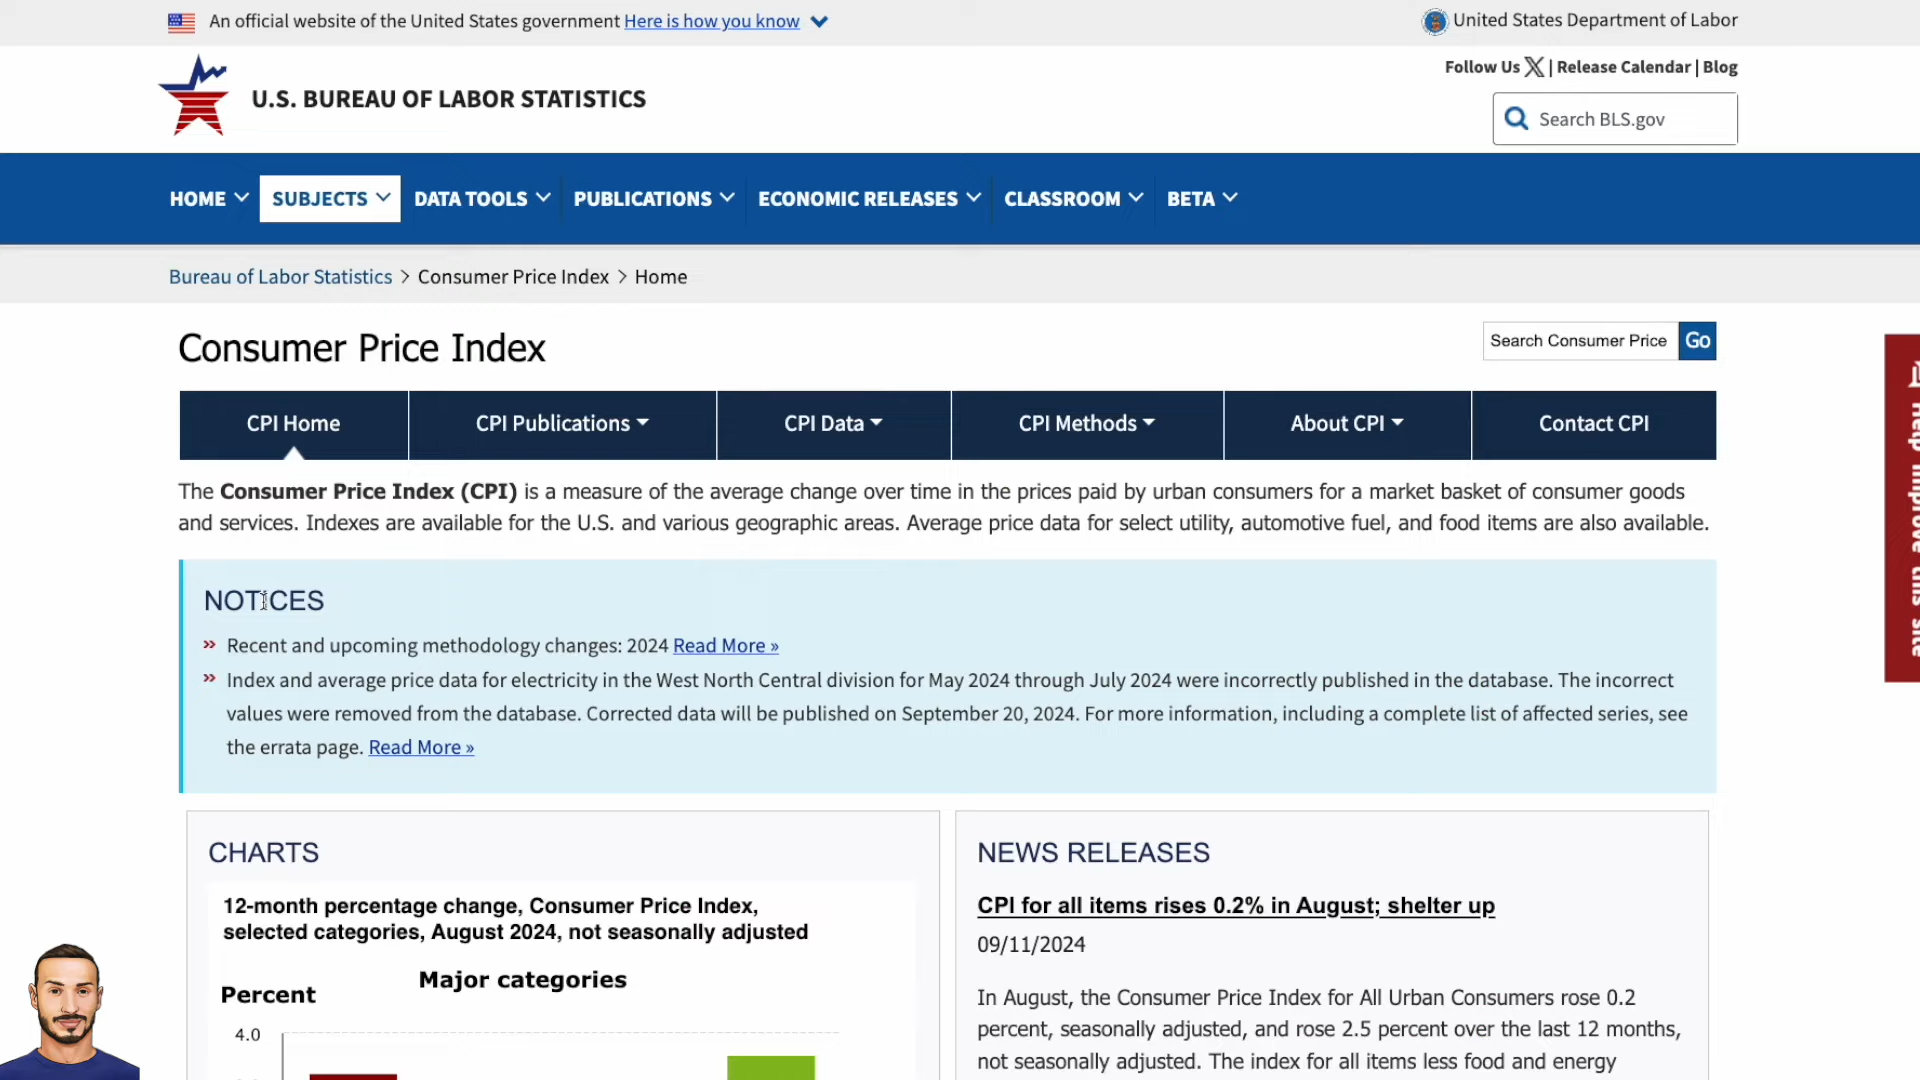 An official website of the United States government Here is how you know
United States Department of Labor
Follow Us X | Release Calendar | Blog
U.S. BUREAU OF LABOR STATISTICS
Search BLS.gov
HOME SUBJECTS DATA TOOLS PUBLICATIONS ECONOMIC RELEASES CLASSROOM BETA
Bureau of Labor Statistics > Consumer Price Index > Home
Consumer Price Index
Search Consumer Price Go
CPI Home CPI Publications CPI Data CPI Methods About CPI Contact CPI
The Consumer Price Index (CPI) is a measure of the average change over time in the prices paid by urban consumers for a market basket of consumer goods
and services. Indexes are available for the U.S. and various geographic areas. Average price data for select utility, automotive fuel, and food items are also available.
Help improve this site
NOTICES
» Recent and upcoming methodology changes: 2024 Read More »
» Index and average price data for electricity in the West North Central division for May 2024 through July 2024 were incorrectly published in the database. The incorrect
values were removed from the database. Corrected data will be published on September 20, 2024. For more information, including a complete list of affected series, see
the errata page. Read More »
CHARTS
12-month percentage change, Consumer Price Index,
selected categories, August 2024, not seasonally adjusted
Major categories
Percent
4.0
NEWS RELEASES
CPI for all items rises 0.2% in August; shelter up
09/11/2024
In August, the Consumer Price Index for All Urban Consumers rose 0.2
percent, seasonally adjusted, and rose 2.5 percent over the last 12 months,
not seasonally adjusted. The index for all items less food and energy